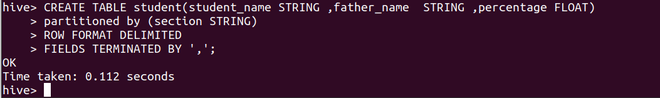 hive> CREATE TABLE student(student_name STRING ,father_name  STRING ,percentage FLOAT)
    > partitioned by (section STRING)
    > ROW FORMAT DELIMITED
    > FIELDS TERMINATED BY ',';
OK
Time taken: 0.112 seconds
hive>